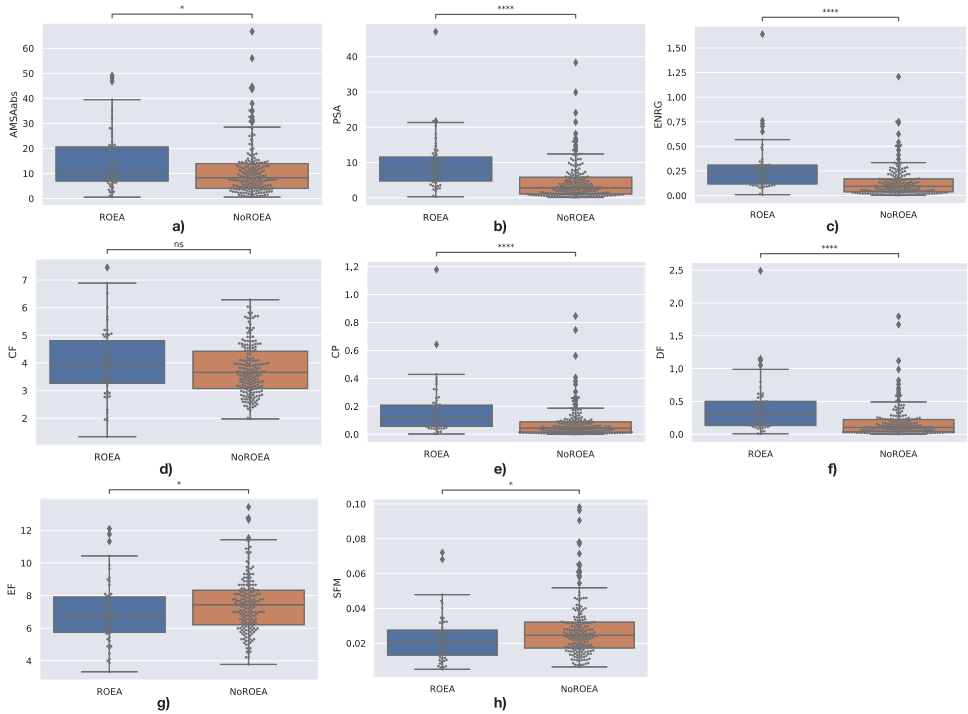 *
AMSAabs
60
50
40
30
20
10
0
ROEA NoROEA
a)
****
PSA
40
30
20
10
0
ROEA NoROEA
b)
****
ENRG
1.50
1.25
1.00
0.75
0.50
0.25
0.00
ROEA NoROEA
c)
ns
CF
7
6
5
4
3
2
ROEA NoROEA
d)
****
CP
1.2
1.0
0.8
0.6
0.4
0.2
0.0
ROEA NoROEA
e)
****
DF
2.5
2.0
1.5
1.0
0.5
0.0
ROEA NoROEA
f)
*
EF
12
10
8
6
4
ROEA NoROEA
g)
*
SFM
0.10
0.08
0.06
0.04
0.02
ROEA NoROEA
h)